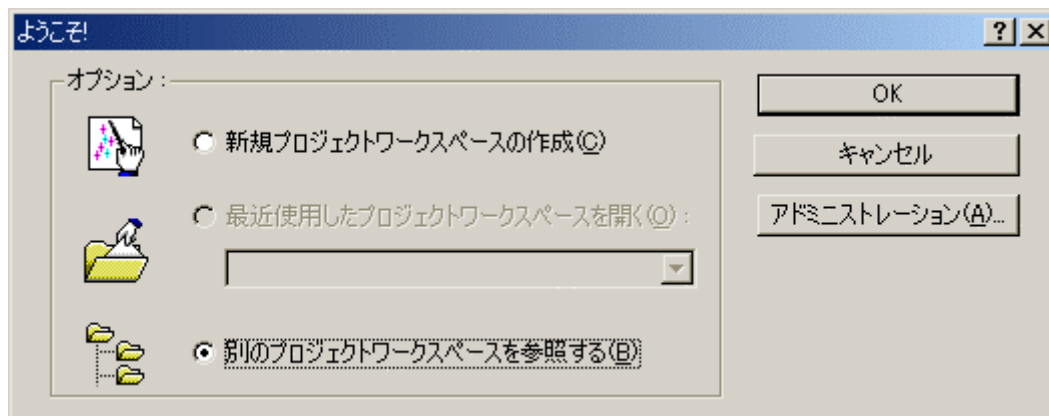 ようこそ!
オプション :
新規プロジェクトワークスペースの作成(C)
最近使用したプロジェクトワークスペースを開く(O) :
別のプロジェクトワークスペースを参照する(B)
OK
キャンセル
アドミニストレーション(A)...